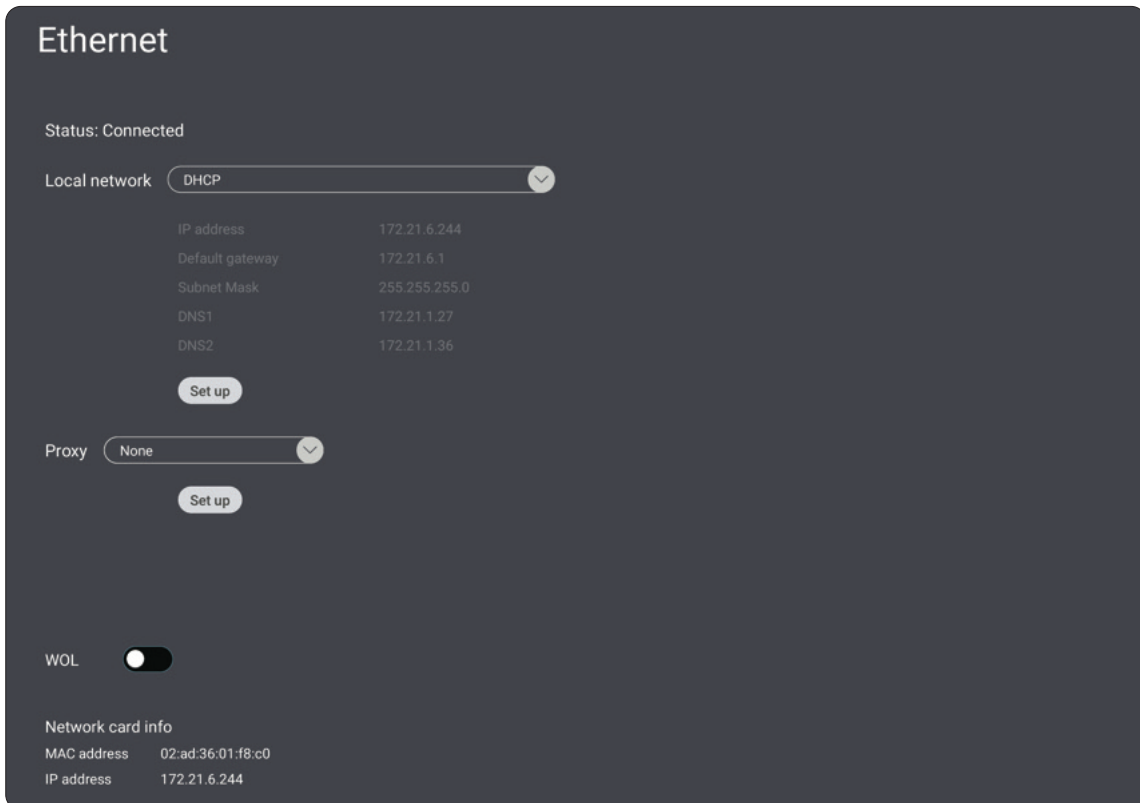 Ethernet
Status: Connected
Local network DHCP
IP address 172.21.6.244
Default gateway 172.21.6.1
Subnet Mask 255.255.255.0
DNS1 172.21.1.27
DNS2 172.21.1.36
Set up
Proxy None
Set up
WOL
Network card info
MAC address 02:ad:36:01:f8:c0
IP address 172.21.6.244